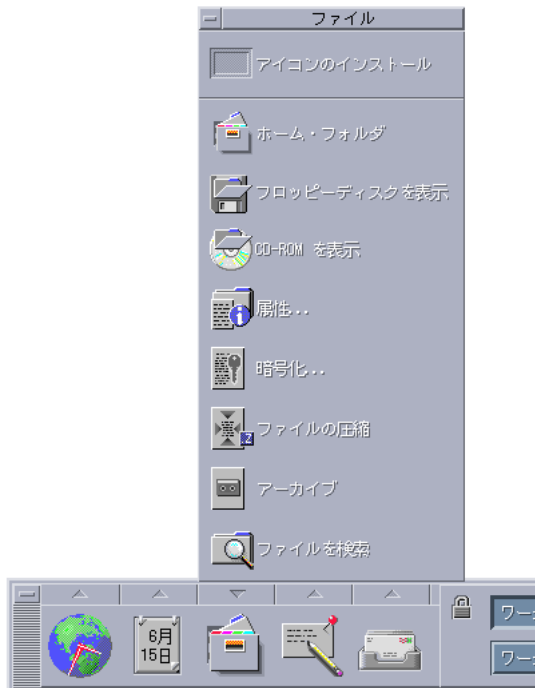 ファイル
アイコンのインストール
ホーム・フォルダ
フロッピーディスクを表示
CD-ROM を表示
属性...
暗号化...
ファイルの圧縮
.Z
アーカイブ
ファイルを検索
6月
15日